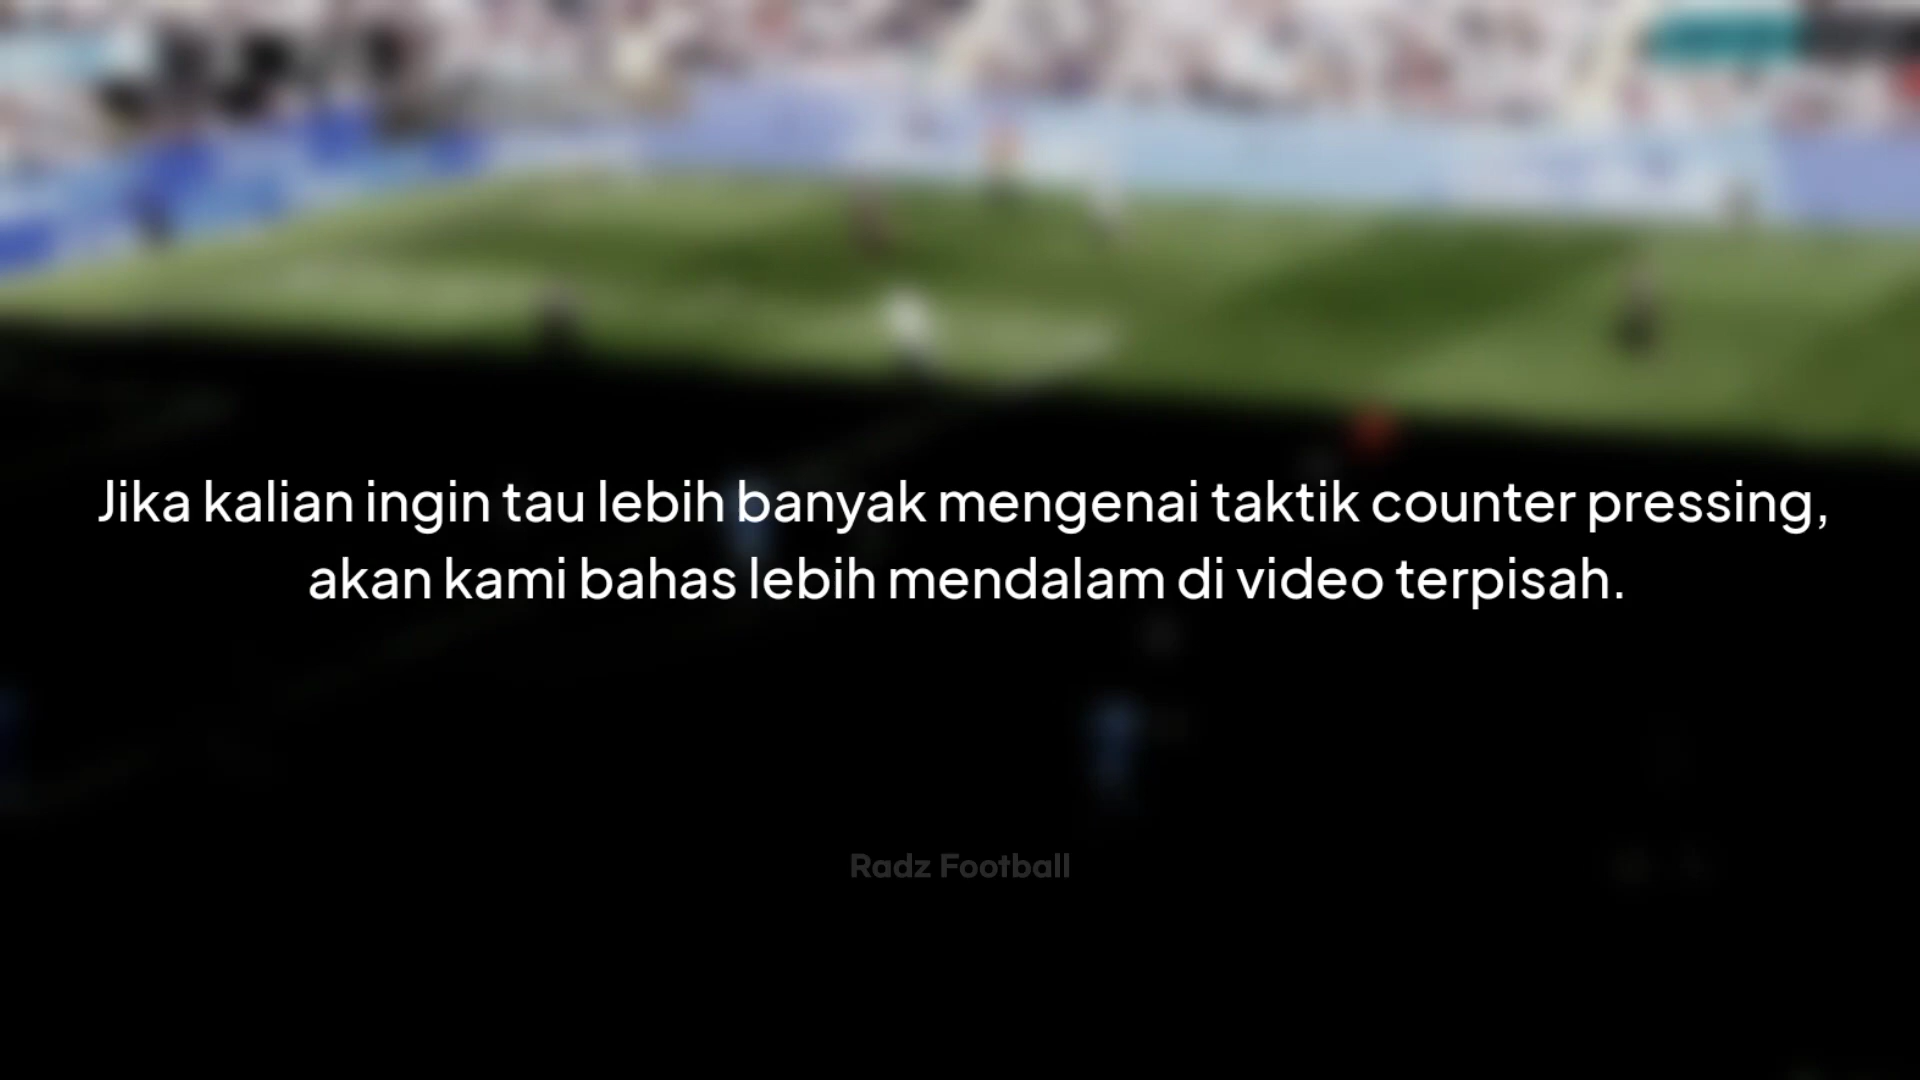 Jika kalian ingin tau lebih banyak mengenai taktik counter pressing,
akan kami bahas lebih mendalam di video terpisah.
Radz Football